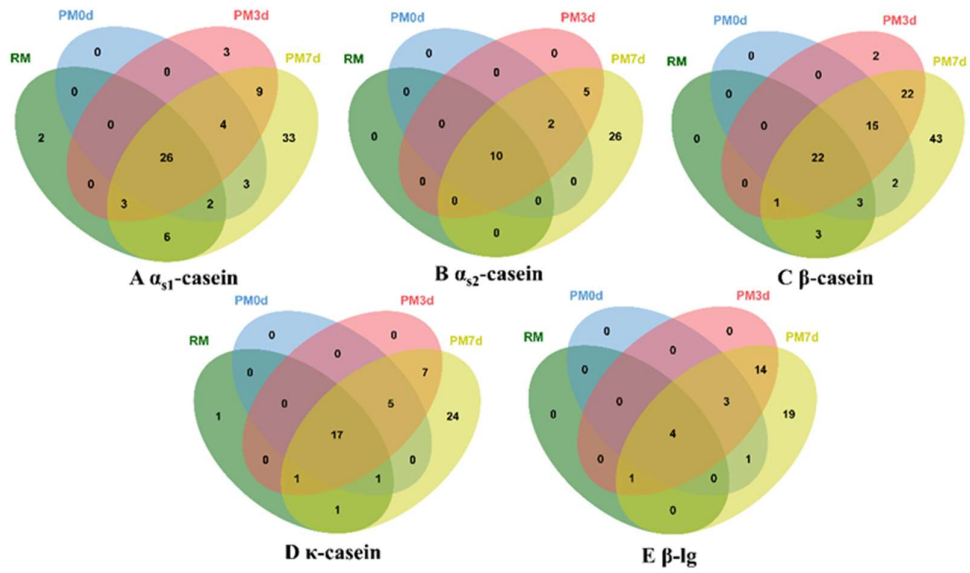 PM0d PM3d PM0d PM3d PM0d PM3d
RM PM7d RM PM7d RM PM7d
0 3 0 0 0 2
0 9 0 5 0 22
0 0 0
2 0 4 33 0 0 2 26 0 0 15 43
26 10 22
0 3 0 0 0 2
3 2 0 0 1 3
6 0 3
A αs1-casein B αs2-casein C β-casein
PM0d PM3d PM0d PM3d
RM PM7d RM PM7d
0 0 0 0
0 7 0 14
0 0
1 0 5 24 0 0 3 19
17 4
0 0 0 1
1 1 1 0
1 0
D κ-casein E β-lg